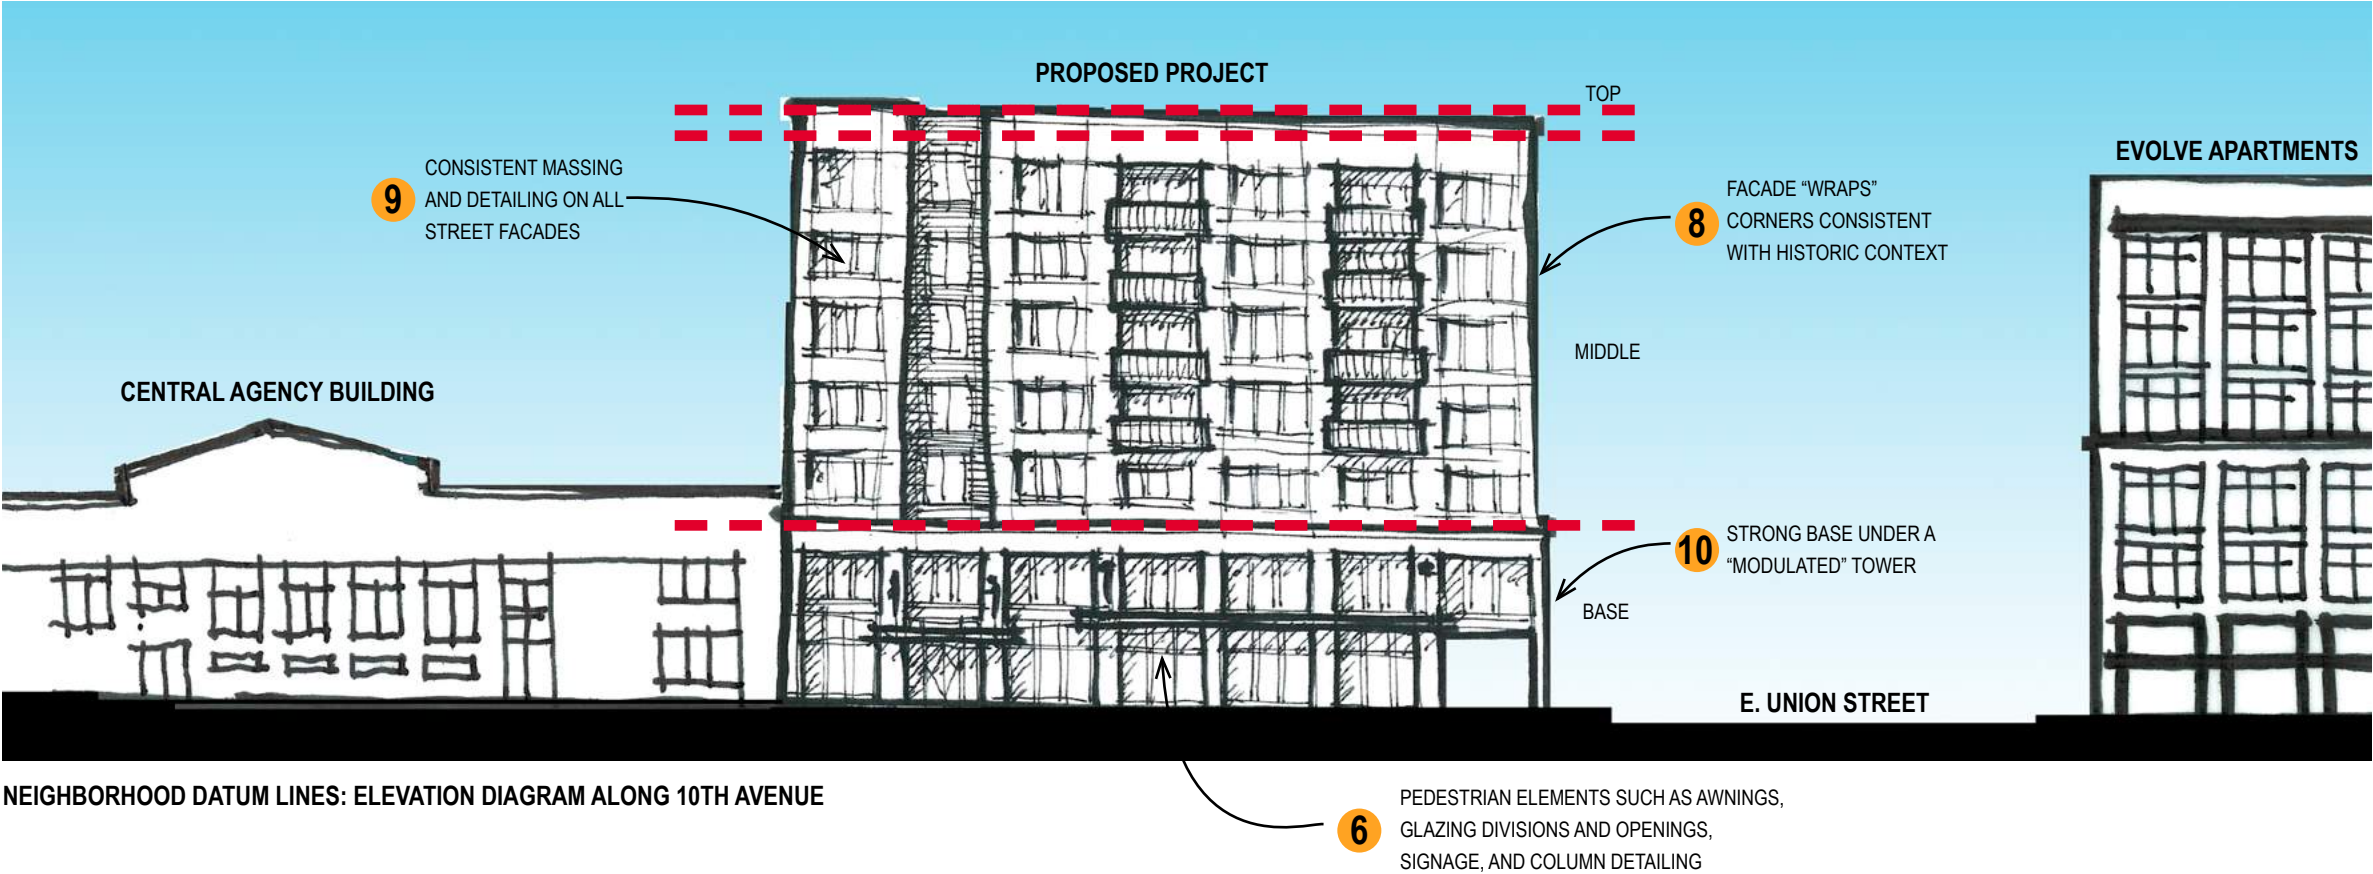 PROPOSED PROJECT
TOP
EVOLVE APARTMENTS
9
CONSISTENT MASSING
AND DETAILING ON ALL
STREET FACADES
8
FACADE “WRAPS”
CORNERS CONSISTENT
WITH HISTORIC CONTEXT
MIDDLE
CENTRAL AGENCY BUILDING
10
STRONG BASE UNDER A
“MODULATED” TOWER
BASE
E. UNION STREET
NEIGHBORHOOD DATUM LINES: ELEVATION DIAGRAM ALONG 10TH AVENUE
6
PEDESTRIAN ELEMENTS SUCH AS AWNINGS,
GLAZING DIVISIONS AND OPENINGS,
SIGNAGE, AND COLUMN DETAILING